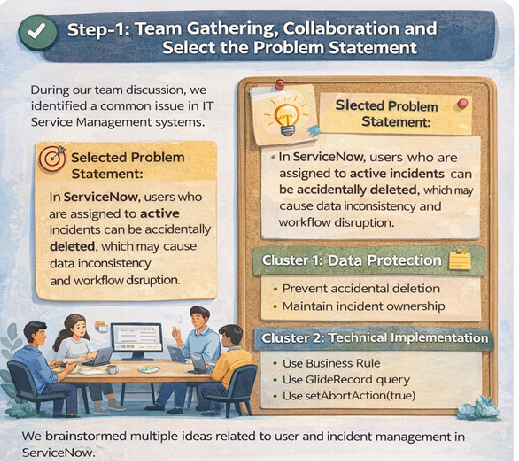 Step-1: Team Gathering, Collaboration and
Select the Problem Statement
During our team discussion, we
identified a common issue in IT
Service Management systems.
Selected Problem
Statement:
In ServiceNow, users who
are assigned to active
incidents can be accidentally
deleted, which may cause
data inconsistency
and workflow dsruption.
Slected Problem
Statement:
• In ServiceNow, users who are
assigned to active incidents can
be accidentally deleted, which may
cause data inconsistency and
workflow disruption.
Cluster 1: Data Protection
• Prevent accidental deletion
• Maintain incident ownership
Cluster 2: Technical Implementation
• Use Business Rule
• Use GlideRecord query
• Use setAbortAction(true)
We brainstormed multiple ideas related to user and incident management in
ServiceNow.